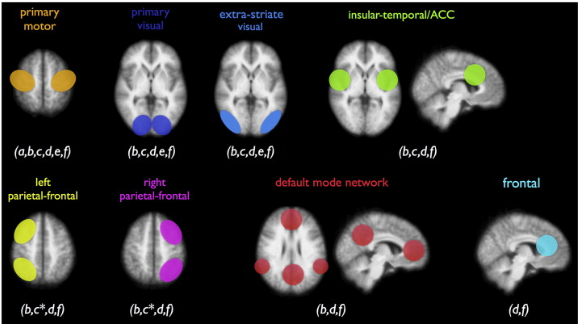 primary
motor
primary
visual
extra-striate
visual
insular-temporal/ACC
(a,b,c,d,e,f)
(b,c,d,e,f)
(b,c,d,e,f)
(b,c,d,f)
left
parietal-frontal
right
parietal-frontal
default mode network
frontal
(b,c*,d,f)
(b,c*,d,f)
(b,d,f)
(d,f)